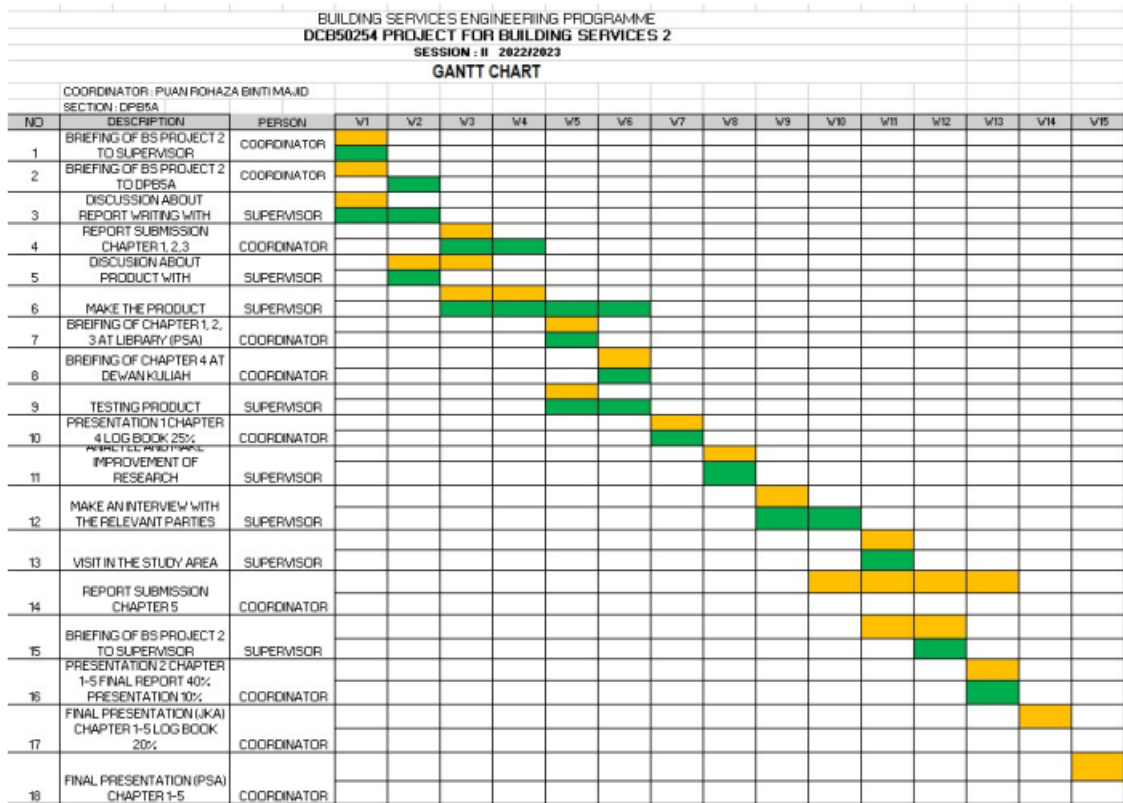 BUILDING SERVICES ENGINEERIING PROGRAMME
DCB50254 PROJECT FOR BUILDING SERVICES 2
SESSION : II 2022/2023
GANTT CHART
COORDINATOR : PUAN ROHAZA BINTI MAJID
SECTION : DPB5A
NO DESCRIPTION PERSON W1 W2 W3 W4 W5 W6 W7 W8 W9 W10 W11 W12 W13 W14 W15
BRIEFING OF BS PROJECT 2
1 TO SUPERVISOR COORDINATOR
BRIEFING OF BS PROJECT 2
2 TO DPB5A COORDINATOR
DISCUSSION ABOUT
3 REPORT WRITING WITH SUPERVISOR
REPORT SUBMISSION
4 CHAPTER 1, 2,3 COORDINATOR
DISCUSIION ABOUT
5 PRODUCT WITH SUPERVISOR
6 MAKE THE PRODUCT SUPERVISOR
BREIFING OF CHAPTER 1, 2,
7 3 AT LIBRARY (PSA) COORDINATOR
BREIFING OF CHAPTER 4 AT
8 DEWAN KULIAH COORDINATOR
9 TESTING PRODUCT SUPERVISOR
PRESENTATION 1 CHAPTER
10 4 LOG BOOK 25% COORDINATOR
AND MAKE
IMPROVEMENT OF
11 RESEARCH SUPERVISOR
MAKE AN INTERVIEW WITH
12 THE RELEVANT PARTIES SUPERVISOR
13 VISIT IN THE STUDY AREA SUPERVISOR
REPORT SUBMISSION
14 CHAPTER 5 COORDINATOR
BRIEFING OF BS PROJECT 2
15 TO SUPERVISOR SUPERVISOR
PRESENTATION 2 CHAPTER
1-5 FINAL REPORT 40%
16 PRESENTATION 10% COORDINATOR
FINAL PRESENTATION (JKA)
CHAPTER 1-5 LOG BOOK
17 20% COORDINATOR
FINAL PRESENTATION (PSA)
18 CHAPTER 1-5 COORDINATOR